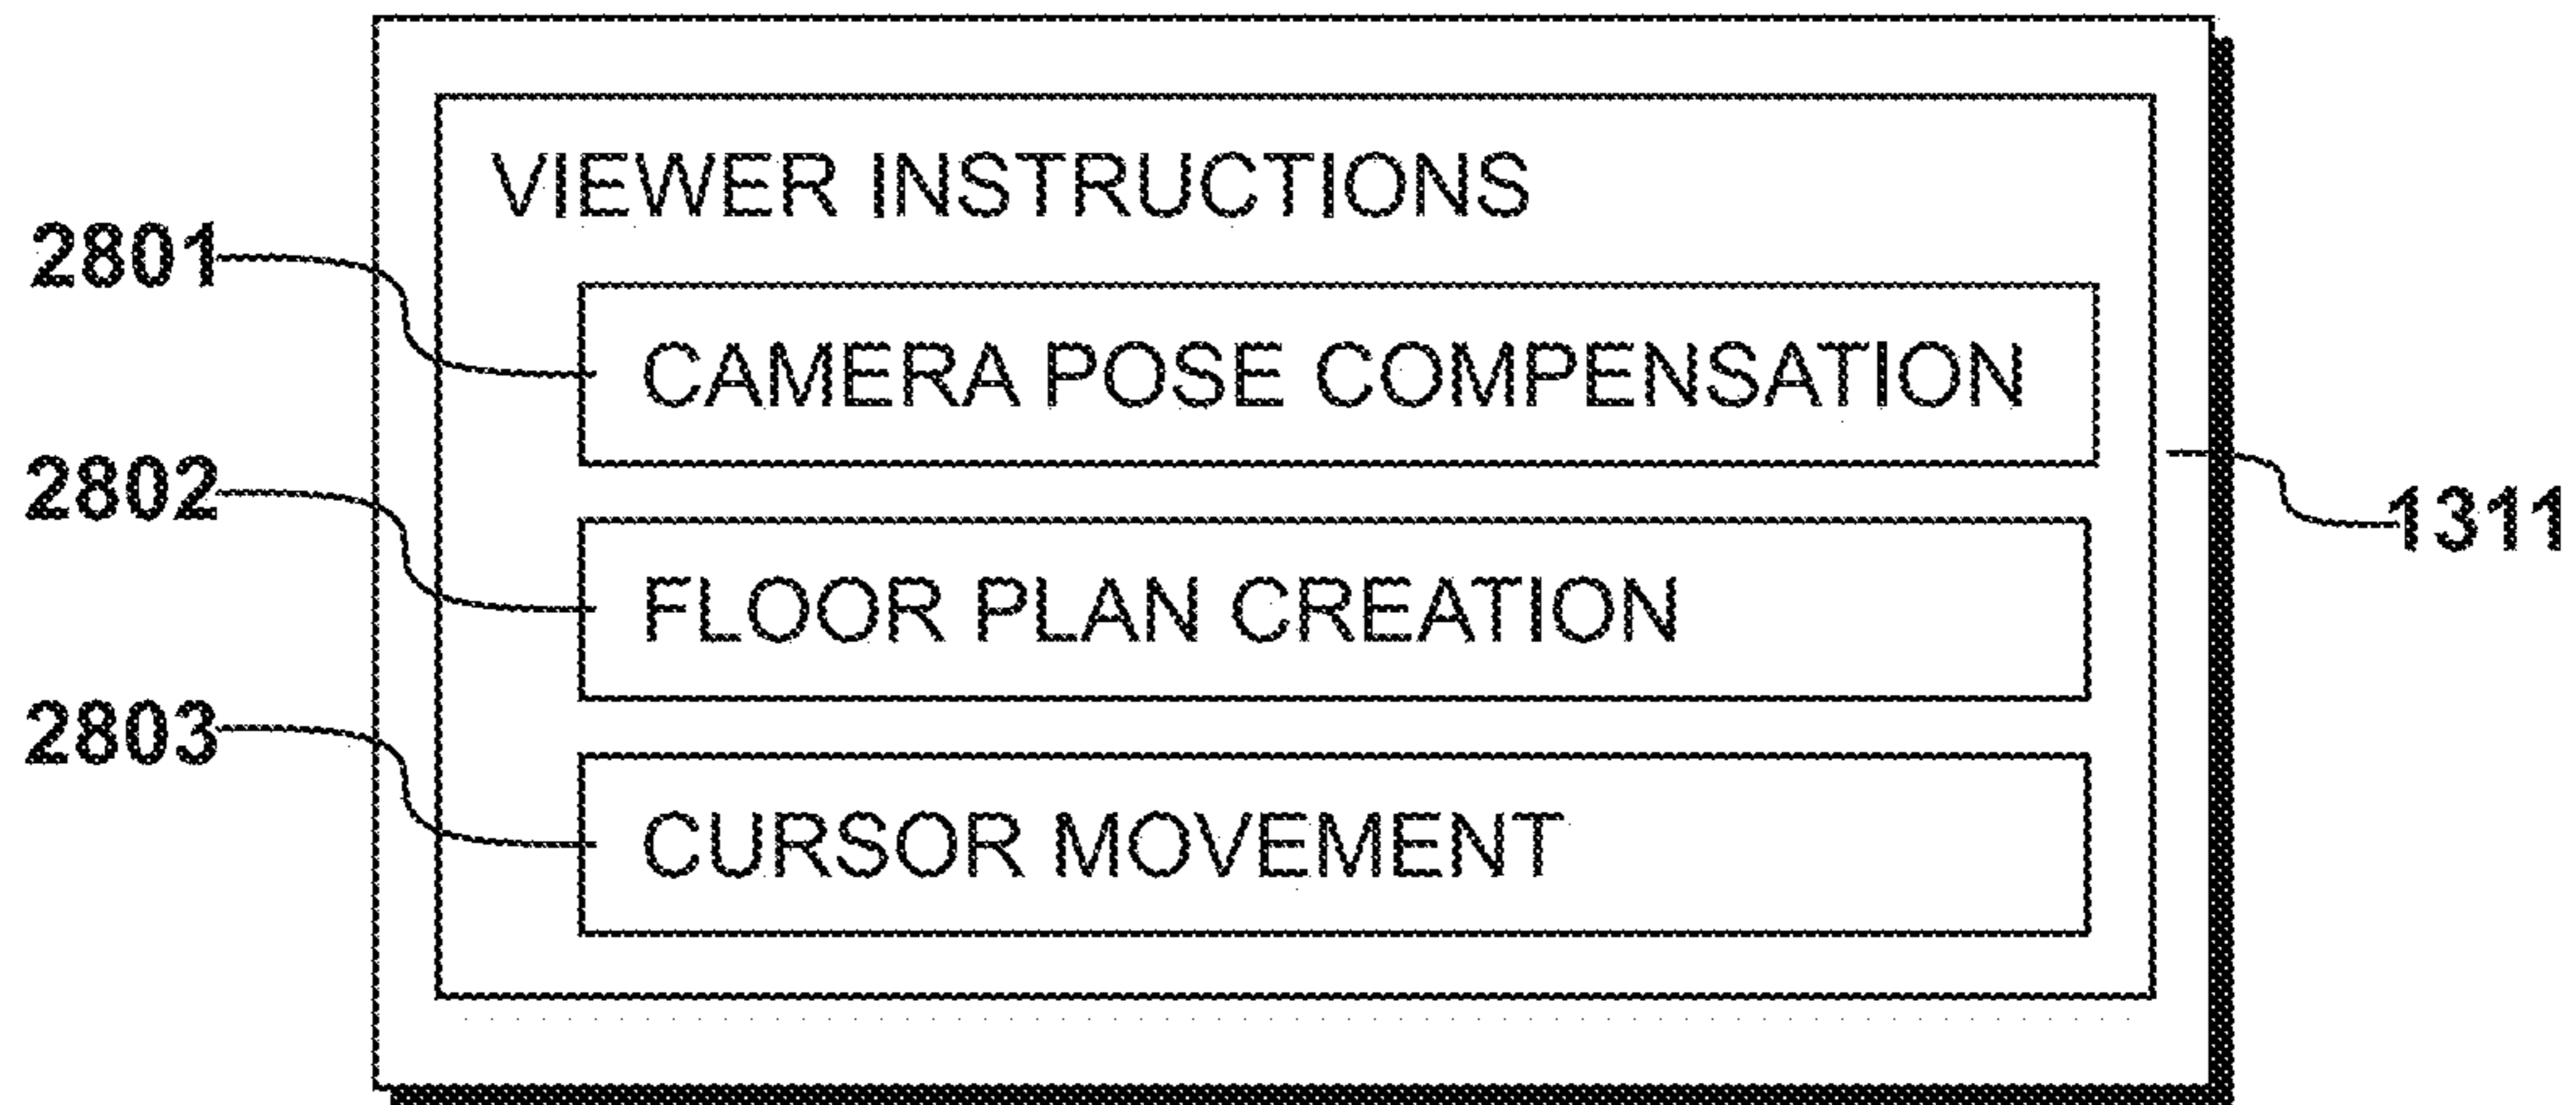 VIEWER INSTRUCTIONS
2801
CAMERA POSE COMPENSATION
2802
1311
FLOOR PLAN CREATION
2803
CURSOR MOVEMENT